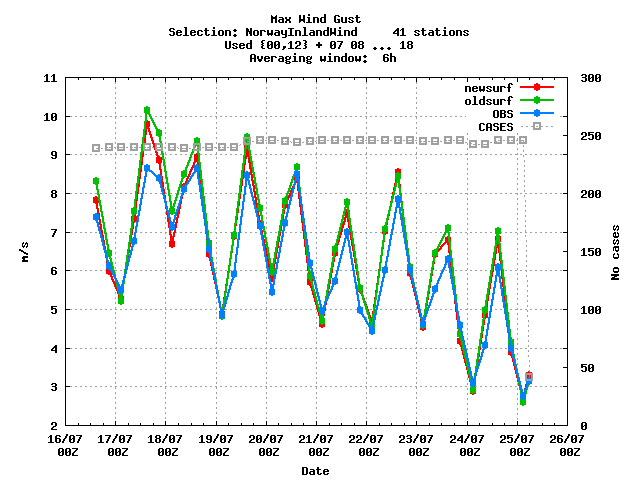 Max Wind Gust
Selection: NorwayInlandWind 41 stations
Used {00,12} + 07 08 ... 18
Averaging window: 6h
newsurf
oldsurf
OBS
CASES
11
10
9
8
7
6
5
4
3
2
m/s
300
250
200
150
100
50
0
No cases
16/07 17/07 18/07 19/07 20/07 21/07 22/07 23/07 24/07 25/07 26/07
00Z 00Z 00Z 00Z 00Z 00Z 00Z 00Z 00Z 00Z 00Z
Date